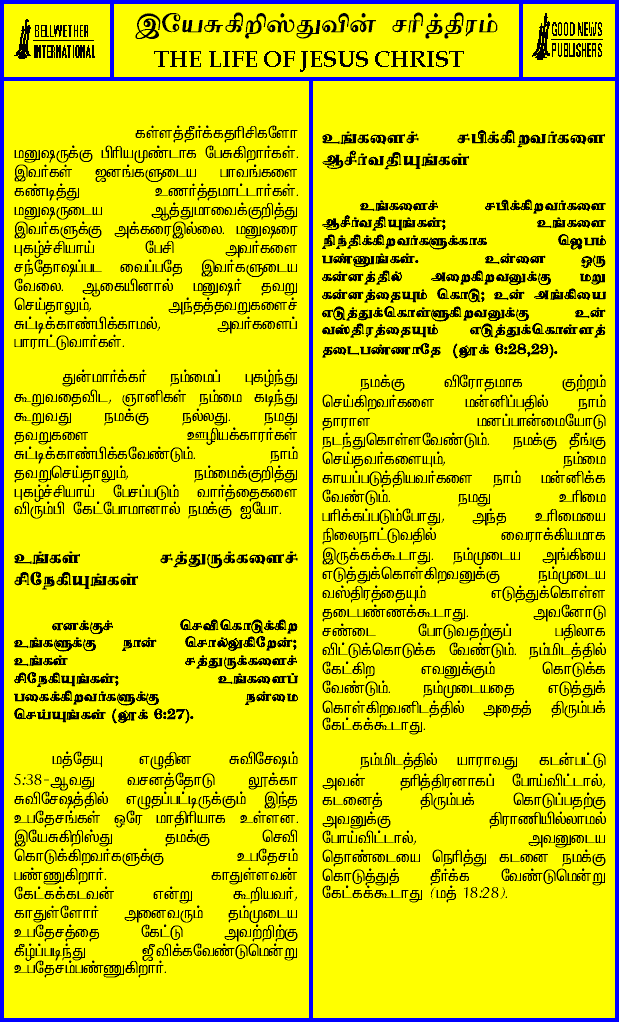 BELLWETHER
INTERNATIONAL
இயேசுகிறிஸ்துவின் சரித்திரம்
THE LIFE OF JESUS CHRIST
GOOD NEWS
PUBLISHERS
கள்ளத்தீர்க்கதரிசிகளோ
மனுஷருக்கு பிரியமுண்டாக பேசுகிறார்கள்.
இவர்கள் ஜனங்களுடைய பாவங்களை
கண்டித்து உணர்த்தமாட்டார்கள்.
மனுஷருடைய ஆத்துமாவைக்குறித்து
இவர்களுக்கு அக்கரைஇல்லை. மனுஷரை
புகழ்ச்சியாய் பேசி அவர்களை
சந்தோஷப்பட வைப்பதே இவர்களுடைய
வேலை. ஆகையினால் மனுஷர் தவறு
செய்தாலும், அந்தத்தவறுகளைச்
சுட்டிக்காண்பிக்காமல், அவர்களைப்
பாராட்டுவார்கள்.
துன்மார்க்கர் நம்மைப் புகழ்ந்து
கூறுவதைவிட, ஞானிகள் நம்மை கடிந்து
கூறுவது நமக்கு நல்லது. நமது
தவறுகளை ஊழியக்காரர்கள்
சுட்டிக்காண்பிக்கவேண்டும். நாம்
தவறுசெய்தாலும், நம்மைக்குறித்து
புகழ்ச்சியாய் பேசப்படும் வார்த்தைகளை
விரும்பி கேட்போமானால் நமக்கு ஐயோ.
உங்கள் சத்துருக்களைச்
சிநேகியுங்கள்
எனக்குச் செவிகொடுக்கிற
உங்களுக்கு நான் சொல்லுகிறேன்;
உங்கள் சத்துருக்களைச்
சிநேகியுங்கள்; உங்களைப்
பகைக்கிறவர்களுக்கு நன்மை
செய்யுங்கள் (லூக் 6:27).
மத்தேயு எழுதின சுவிசேஷம்
5:38-ஆவது வசனத்தோடு லூக்கா
சுவிசேஷத்தில் எழுதப்பட்டிருக்கும் இந்த
உபதேசங்கள் ஒரே மாதிரியாக உள்ளன.
இயேசுகிறிஸ்து தமக்கு செவி
கொடுக்கிறவர்களுக்கு உபதேசம்
பண்ணுகிறார். காதுள்ளவன்
கேட்கக்கடவன் என்று கூறியவர்,
காதுள்ளோர் அனைவரும் தம்முடைய
உபதேசத்தை கேட்டு அவற்றிற்கு
கீழ்ப்படிந்து ஜீவிக்கவேண்டுமென்று
உபதேசம்பண்ணுகிறார்.
உங்களைச் சபிக்கிறவர்களை
ஆசீர்வதியுங்கள்
உங்களைச் சபிக்கிறவர்களை
ஆசீர்வதியுங்கள்; உங்களை
நிந்திக்கிறவர்களுக்காக ஜெபம்
பண்ணுங்கள். உன்னை ஒரு
கன்னத்தில் அறைகிறவனுக்கு மறு
கன்னத்தையும் கொடு; உன் அங்கியை
எடுத்துக்கொள்ளுகிறவனுக்கு உன்
வஸ்திரத்தையும் எடுத்துக்கொள்ளத்
தடைபண்ணாதே (லூக் 6:28,29).
நமக்கு விரோதமாக குற்றம்
செய்கிறவர்களை மன்னிப்பதில் நாம்
தாராள மனப்பான்மையோடு
நடந்துகொள்ளவேண்டும். நமக்கு தீங்கு
செய்தவர்களையும், நம்மை
காயப்படுத்தியவர்களை நாம் மன்னிக்க
வேண்டும். நமது உரிமை
பரிக்கப்படும்போது, அந்த உரிமையை
நிலைநாட்டுவதில் வைராக்கியமாக
இருக்கக்கூடாது. நம்முடைய அங்கியை
எடுத்துக்கொள்கிறவனுக்கு நம்முடைய
வஸ்திரத்தையும் எடுத்துக்கொள்ள
தடைபண்ணக்கூடாது. அவனோடு
சண்டை போடுவதற்குப் பதிலாக
விட்டுக்கொடுக்க வேண்டும். நம்மிடத்தில்
கேட்கிற எவனுக்கும் கொடுக்க
வேண்டும். நம்முடையதை எடுத்துக்
கொள்கிறவனிடத்தில் அதைத் திரும்பக்
கேட்கக்கூடாது.
நம்மிடத்தில் யாராவது கடன்பட்டு
அவன் தரித்திரனாகப் போய்விட்டால்,
கடனைத் திரும்பக் கொடுப்பதற்கு
அவனுக்கு திராணியில்லாமல்
போய்விட்டால், அவனுடைய
தொண்டையை நெரித்து கடனை நமக்கு
கொடுத்துத் தீர்க்க வேண்டுமென்று
கேட்கக்கூடாது (மத் 18:28).